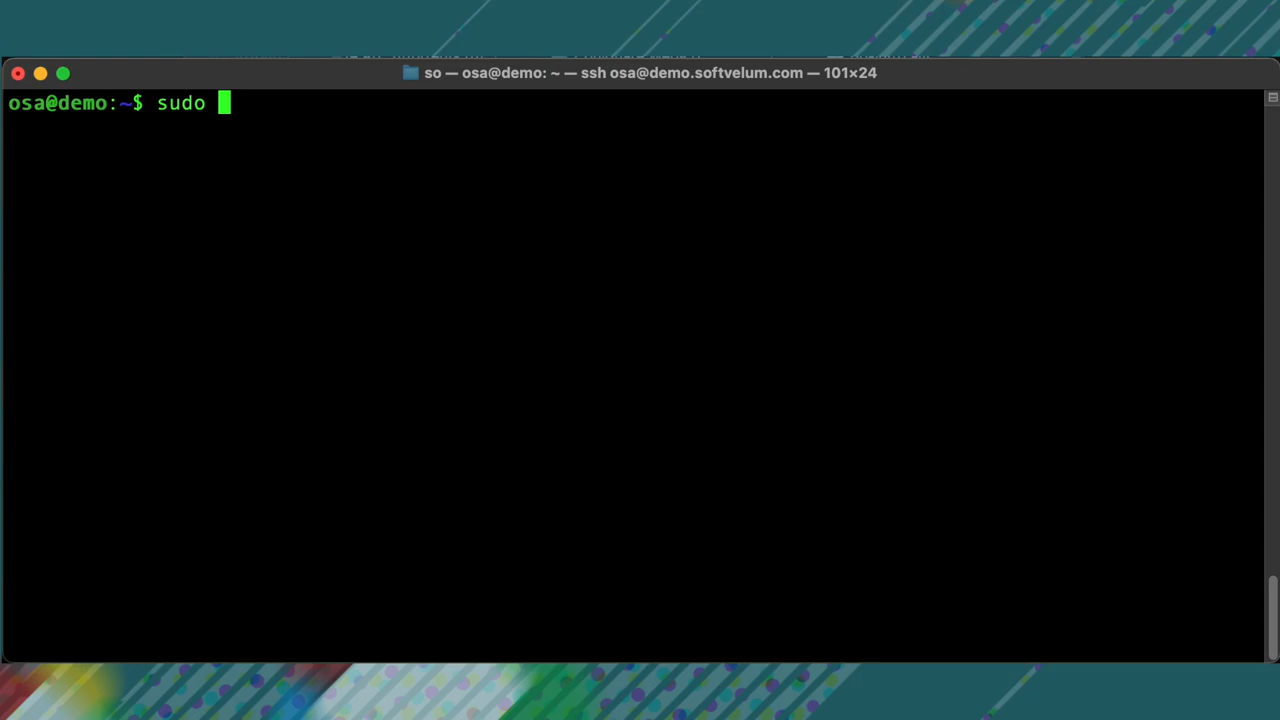 so — osa@demo: ~ — ssh osa@demo.softvelum.com — 101×24
osa@demo:~$ sudo